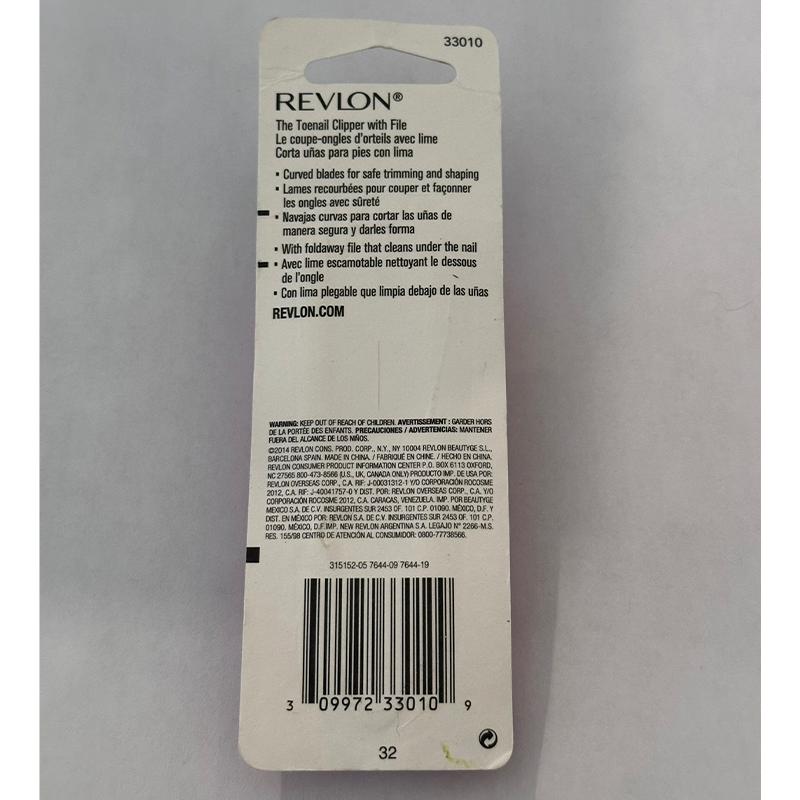 33010
REVLON®
The Toenail Clipper with File
Le coupe-ongles d'orteils avec lime
Corta uñas para pies con lima
• Curved blades for safe trimming and shaping
• Lames recourbées pour couper et façonner
les ongles avec sûreté
• Navajas curvas para cortar las uñas de
manera segura y darles forma
• With foldaway file that cleans under the nail
• Avec lime escamotable nettoyant le dessous
de l'ongle
• Con lima plegable que limpia debajo de las uñas
REVLON.COM
WARNING: KEEP OUT OF REACH OF CHILDREN. AVERTISSEMENT : GARDER HORS
DE LA PORTÉE DES ENFANTS. PRECAUCIONES / ADVERTENCIAS: MANTENER
FUERA DEL ALCANCE DE LOS NIÑOS.
©2014 REVLON CONS. PROD. CORP., N.Y., NY 10004 REVLON BEAUTYGE S.L.,
BARCELONA SPAIN. MADE IN CHINA. / FABRIQUÉ EN CHINE. / HECHO EN CHINA.
REVLON CONSUMER PRODUCT INFORMATION CENTER P.O. BOX 6113 OXFORD,
NC 27565 800-473-8566 (U.S., UK, CANADA ONLY) PRODUCTO IMP. DE USA POR:
REVLON OVERSEAS CORP., C.A. RIF: J-00031312-1 Y/O CORPORACIÓN ROCOSME
2012, C.A. RIF: J-40041757-0 Y DIST. POR: REVLON OVERSEAS CORP., C.A. Y/O
CORPORACIÓN ROCOSME 2012, C.A. CARACAS, VENEZUELA. IMP. POR BEAUTYGE
MÉXICO S.A. DE C.V. INSURGENTES SUR 2453 OF. 101 C.P. 01090, MÉXICO, D.F. Y
DIST. EN MÉXICO POR: REVLON S.A. DE C.V. INSURGENTES SUR 2453 OF. 101 C.P.
01090. MÉXICO, D.F.IMP. NEW REVLON ARGENTINA S.A. LEGAJO N° 2266-M.S.
RES. 155/98 CENTRO DE ATENCIÓN AL CONSUMIDOR: 0800-77738566.
315152-05 7644-09 7644-19
3 09972 33010 9
32